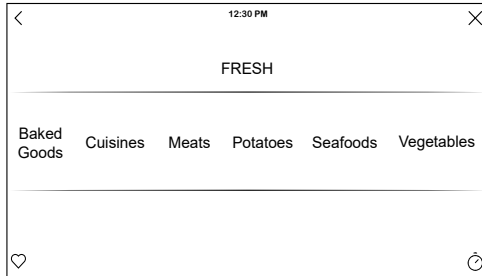 12:30 PM
FRESH
Baked
Goods
Cuisines
Meats
Potatoes
Seafoods
Vegetables